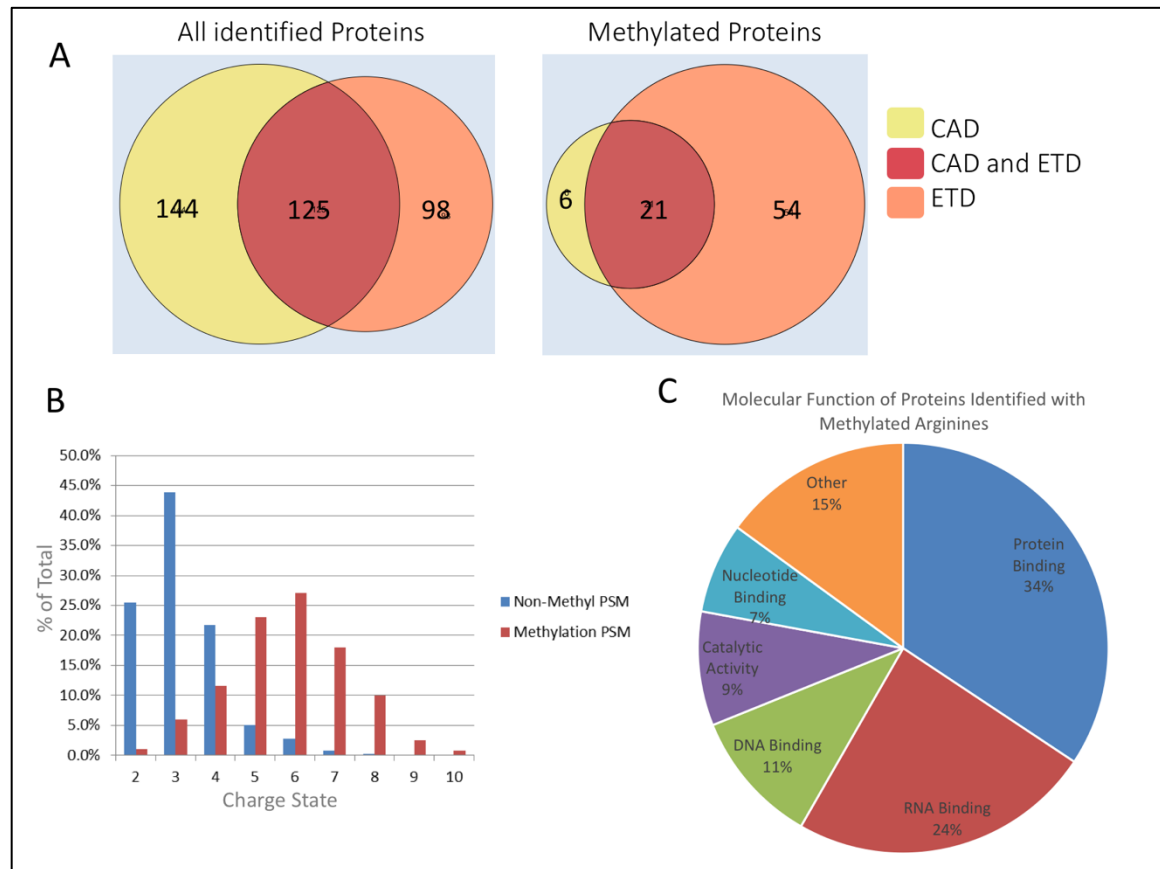 A
All identified Proteins
Methylated Proteins
144
125
98
6
21
54
CAD
CAD and ETD
ETD
B
50.0%
45.0%
40.0%
35.0%
30.0%
25.0%
20.0%
15.0%
10.0%
5.0%
0.0%
% of Total
2 3 4 5 6 7 8 9 10
Charge State
Non-Methyl PSM
Methylation PSM
C
Molecular Function of Proteins Identified with
Methylated Arginines
Other
15%
Protein
Binding
34%
Nucleotide
Binding
7%
Catalytic
Activity
9%
DNA Binding
11%
RNA Binding
24%